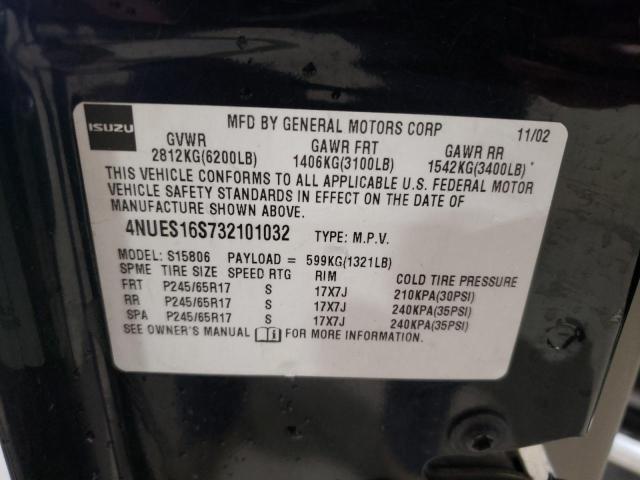 ISUZU MFD BY GENERAL MOTORS CORP 11/02
GVWR GAWR FRT GAWR RR
2812KG(6200LB) 1406KG(3100LB) 1542KG(3400LB)*
THIS VEHICLE CONFORMS TO ALL APPLICABLE U.S. FEDERAL MOTOR
VEHICLE SAFETY STANDARDS IN EFFECT ON THE DATE OF
MANUFACTURE SHOWN ABOVE.
4NUES16S732101032 TYPE: M.P.V.
MODEL: S15806 PAYLOAD = 599KG(1321LB)
SPME TIRE SIZE SPEED RTG RIM COLD TIRE PRESSURE
FRT P245/65R17 S 17X7J 210KPA(30PSI)
RR P245/65R17 S 17X7J 240KPA(35PSI)
SPA P245/65R17 S 17X7J 240KPA(35PSI)
SEE OWNER'S MANUAL i FOR MORE INFORMATION.